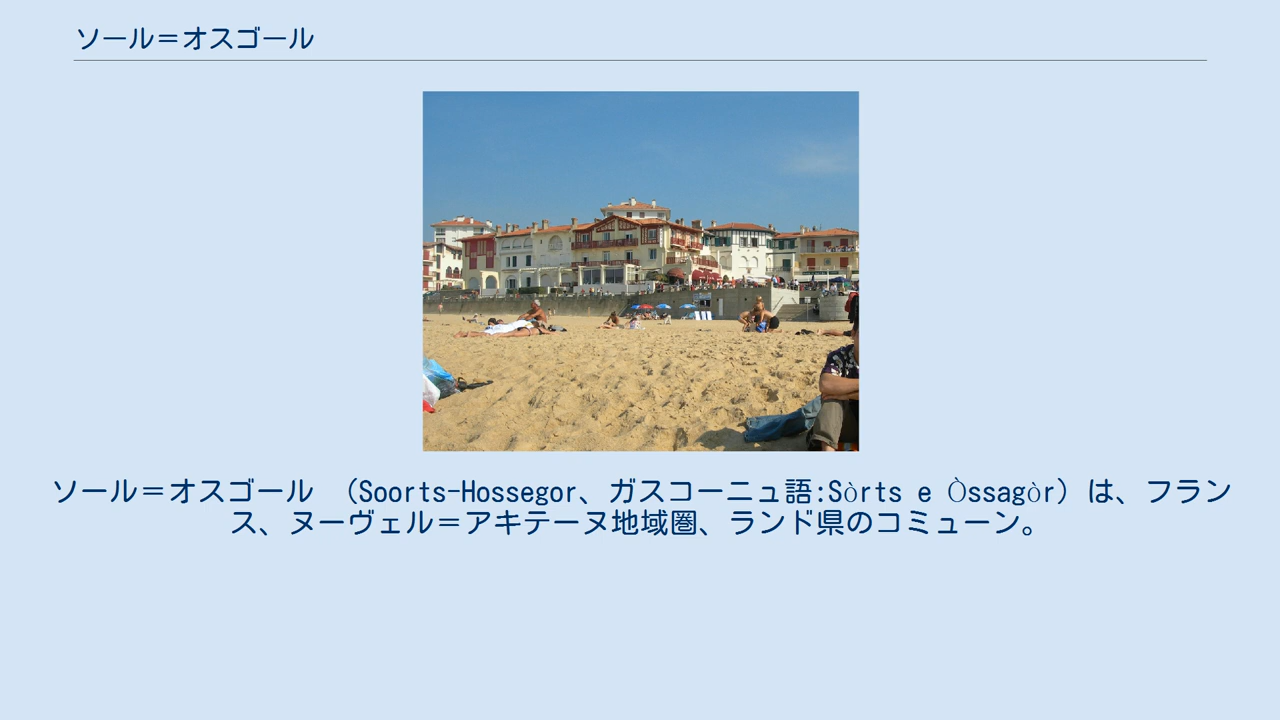 ソール＝オスゴール
ソール＝オスゴール （Soorts-Hossegor、ガスコーニュ語:Sòrts e Òssagòr）は、フラン
ス、ヌーヴェル＝アキテーヌ地域圏、ランド県のコミューン。